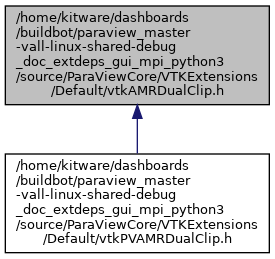 /home/kitware/dashboards
/buildbot/paraview_master
-vall-linux-shared-debug
_doc_extdeps_gui_mpi_python3
/source/ParaViewCore/VTKExtensions
/Default/vtkAMRDualClip.h
/home/kitware/dashboards
/buildbot/paraview_master
-vall-linux-shared-debug
_doc_extdeps_gui_mpi_python3
/source/ParaViewCore/VTKExtensions
/Default/vtkPVAMRDualClip.h